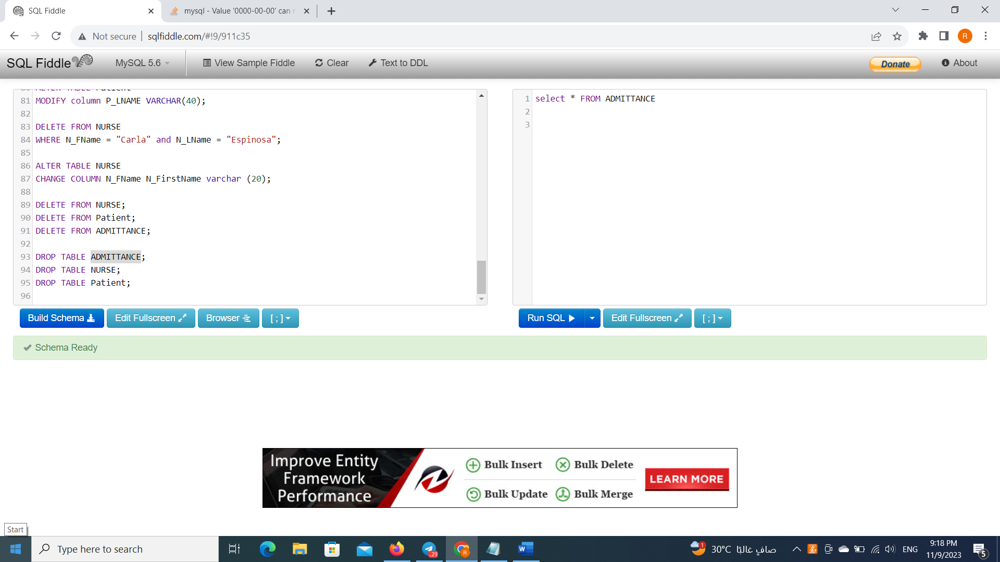 SQL Fiddle
mysql - Value '0000-00-00' can
Not secure
sqlfiddle.com/#!9/911c35
R
SQL Fiddle
MySQL 5.6
View Sample Fiddle
Clear
Text to DDL
Donate
About
81 MODIFY column P_LNAME VARCHAR(40);
82
83 DELETE FROM NURSE
84 WHERE N_FName = "Carla" and N_LName = "Espinosa";
85
86 ALTER TABLE NURSE
87 CHANGE COLUMN N_FName N_FirstName varchar (20);
88
89 DELETE FROM NURSE;
90 DELETE FROM Patient;
91 DELETE FROM ADMITTANCE;
92
93 DROP TABLE ADMITTANCE;
94 DROP TABLE NURSE;
95 DROP TABLE Patient;
96
1 select * FROM ADMITTANCE
2
3
Build Schema
Edit Fullscreen
Browser
[ ; ]
Run SQL
Edit Fullscreen
[ ; ]
Schema Ready
Improve Entity
Framework
Performance
Bulk Insert
Bulk Delete
Bulk Update
Bulk Merge
LEARN MORE
Start
Type here to search
..29
R
W
1
30°C صافٍ غالبًا
ENG
9:18 PM
11/9/2023
5